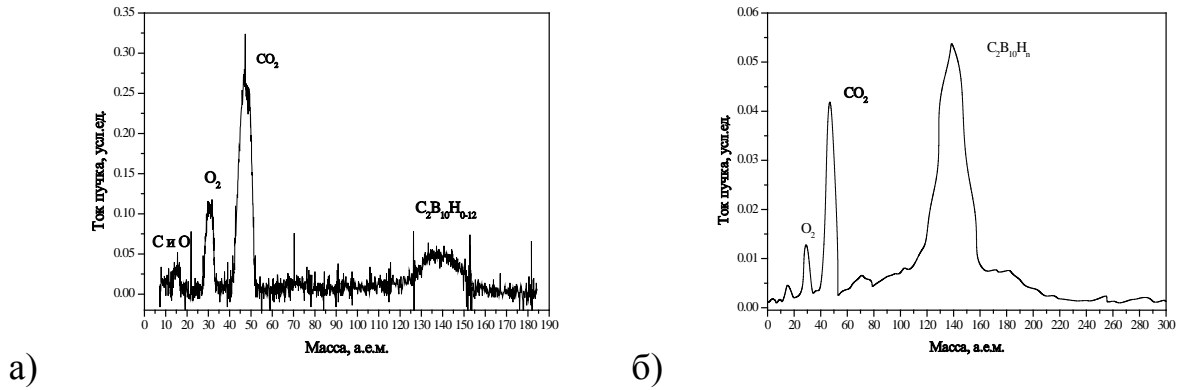 0.35
0.30
0.25
0.20
0.15
0.10
0.05
0.00
Ток пучка, усл.ед.
С и О
O₂
CO₂
C₂B₁₀H₀₋₁₂
0 10 20 30 40 50 60 70 80 90 100 110 120 130 140 150 160 170 180 190
Масса, а.е.м.
а)
0.06
0.05
0.04
0.03
0.02
0.01
0.00
Ток пучка, усл.ед.
O₂
CO₂
C₂B₁₀Hₙ
0 20 40 60 80 100 120 140 160 180 200 220 240 260 280 300
Масса, а.е.м.
б)